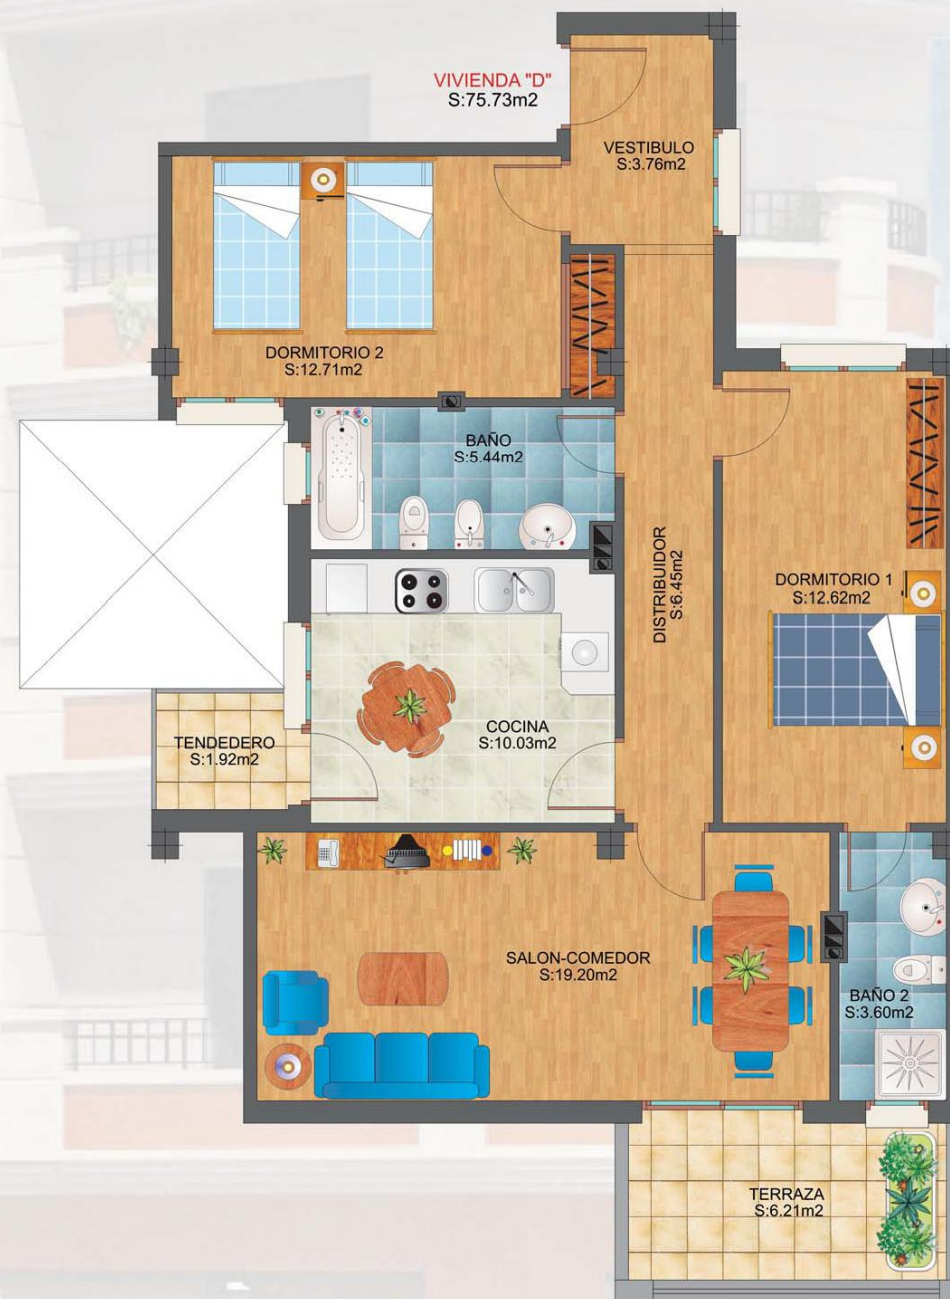 VIVIENDA "D"
S:75.73m2
VESTIBULO
S:3.76m2
DORMITORIO 2
S:12.71m2
BAÑO
S:5.44m2
DISTRIBUIDOR
S:6.45m2
DORMITORIO 1
S:12.62m2
COCINA
S:10.03m2
TENDEDERO
S:1.92m2
SALON-COMEDOR
S:19.20m2
BAÑO 2
S:3.60m2
TERRAZA
S:6.21m2